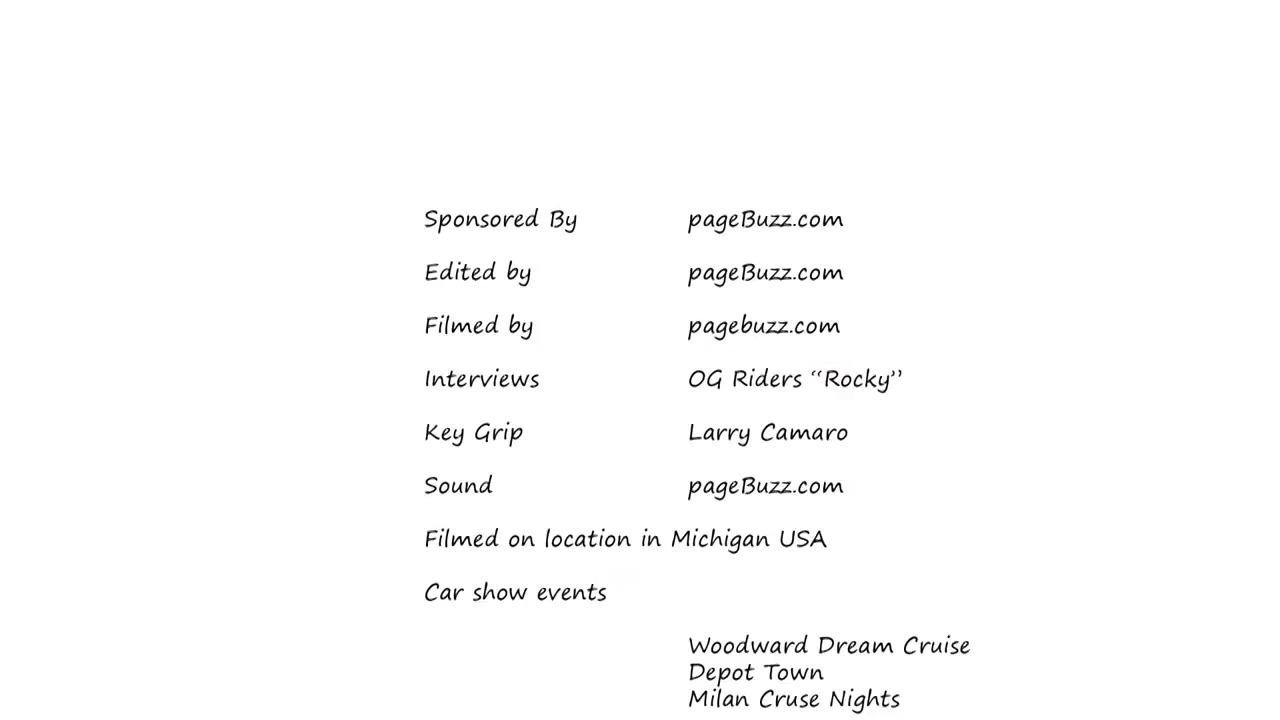 Sponsored By pageBuzz.com
Edited by pageBuzz.com
Filmed by pagebuzz.com
Interviews OG Riders “Rocky”
Key Grip Larry Camaro
Sound pageBuzz.com
Filmed on location in Michigan USA
Car show events
Woodward Dream Cruise
Depot Town
Milan Cruse Nights